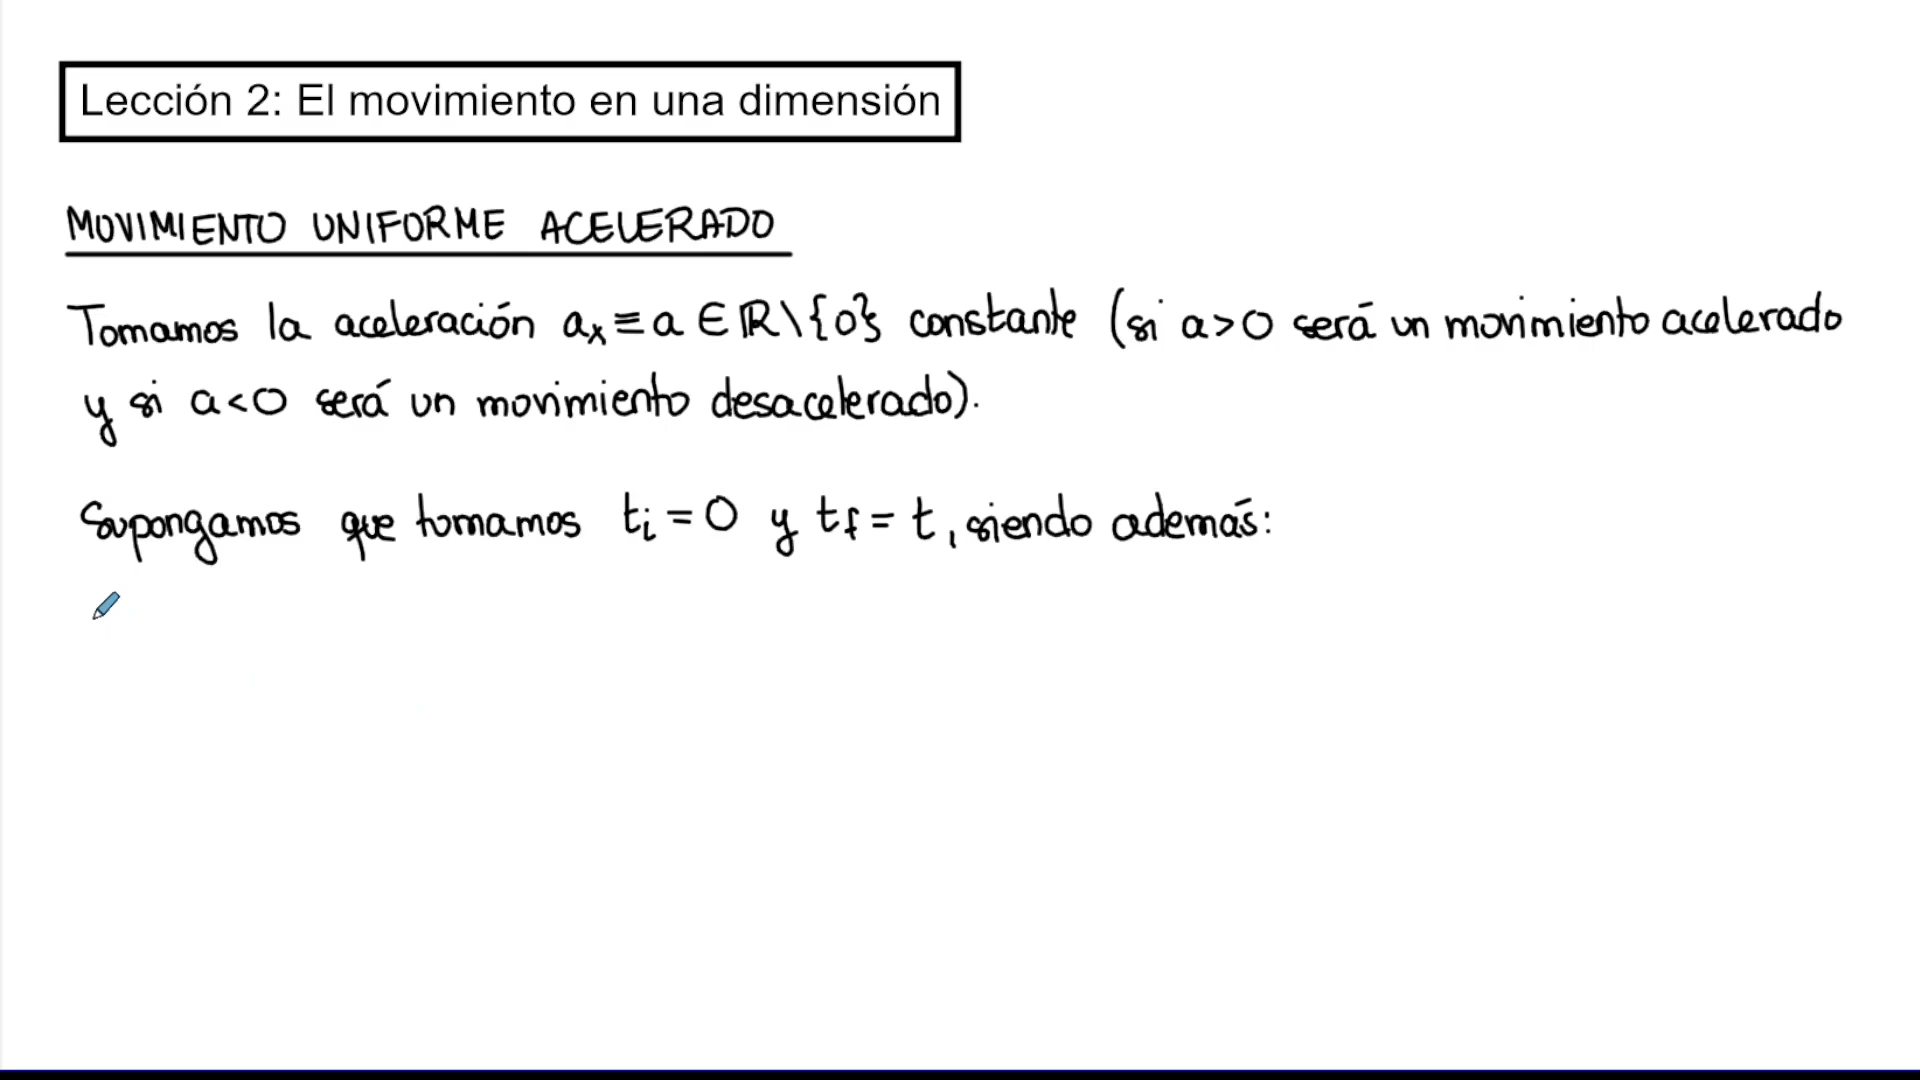 Lección 2: El movimiento en una dimensión
MOVIMIENTO UNIFORME ACELERADO
Tomamos la aceleración aₓ ≡ a ∈ ℝ\{0} constante (si a>0 será un movimiento acelerado
y si a<0 será un movimiento desacelerado).
Supongamos que tomamos tᵢ = 0 y t_f = t, siendo además: